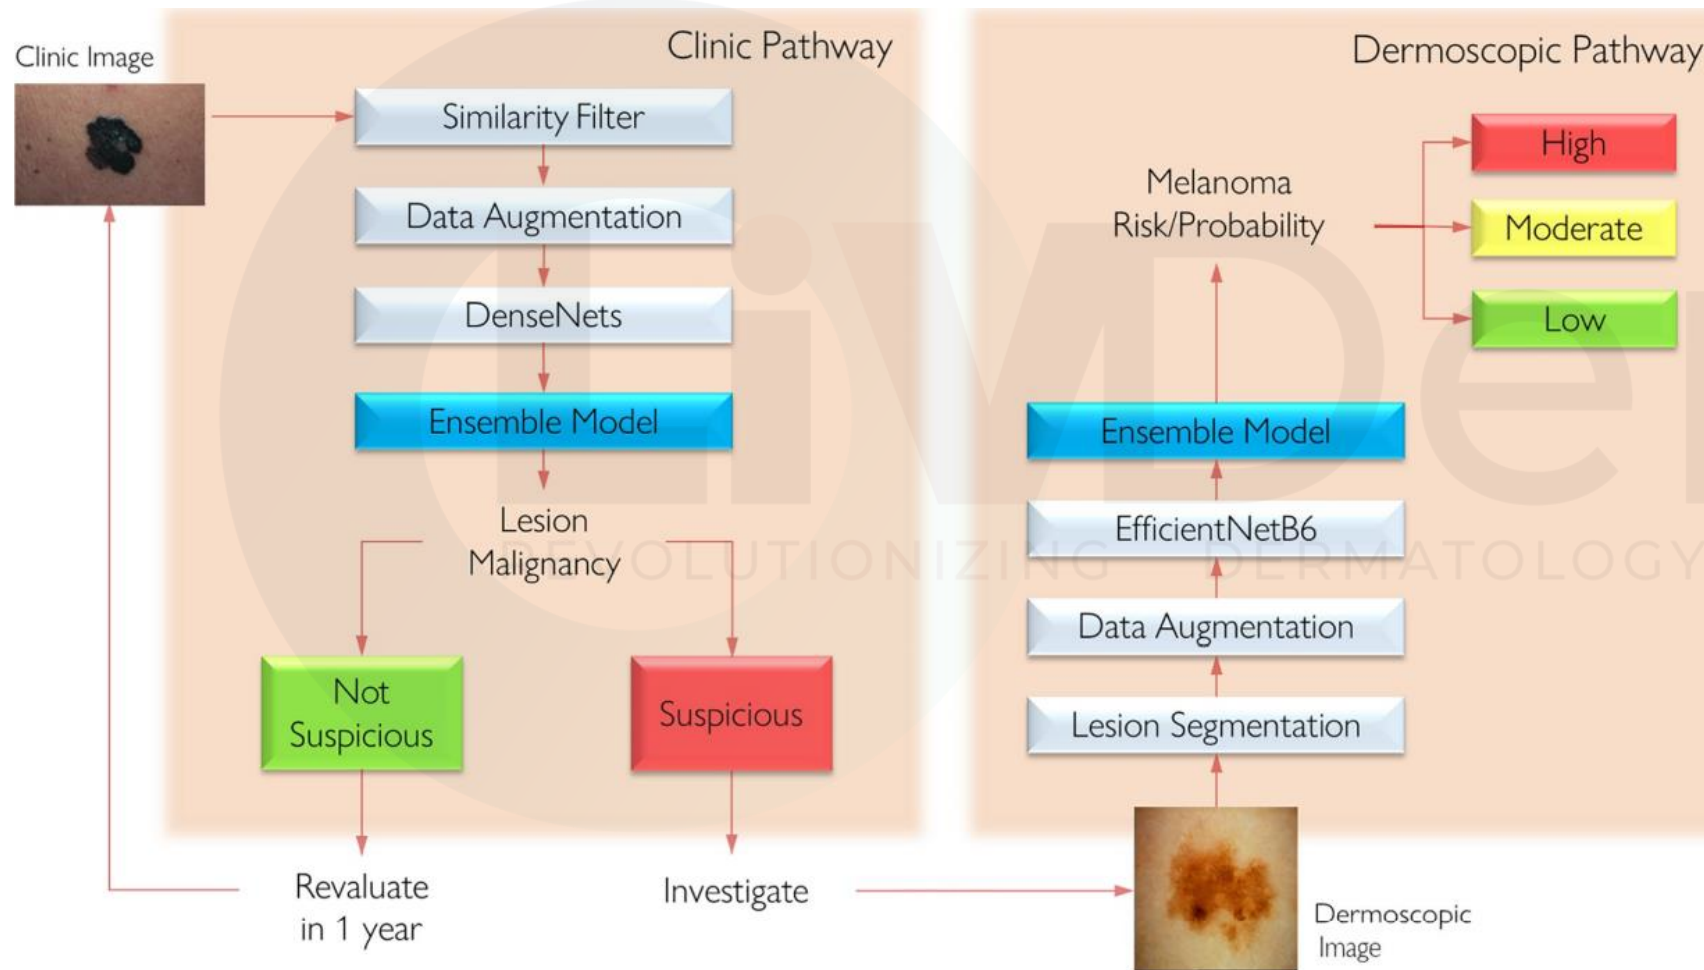 Clinic Image
Clinic Pathway
Similarity Filter
Data Augmentation
DenseNets
Ensemble Model
Lesion
Malignancy
Not
Suspicious
Suspicious
Revaluate
in 1 year
Investigate
Dermoscopic Pathway
High
Melanoma
Risk/Probability
Moderate
Low
Ensemble Model
EfficientNetB6
Data Augmentation
Lesion Segmentation
Dermoscopic
Image
LiVDer
REVOLUTIONIZING DERMATOLOGY